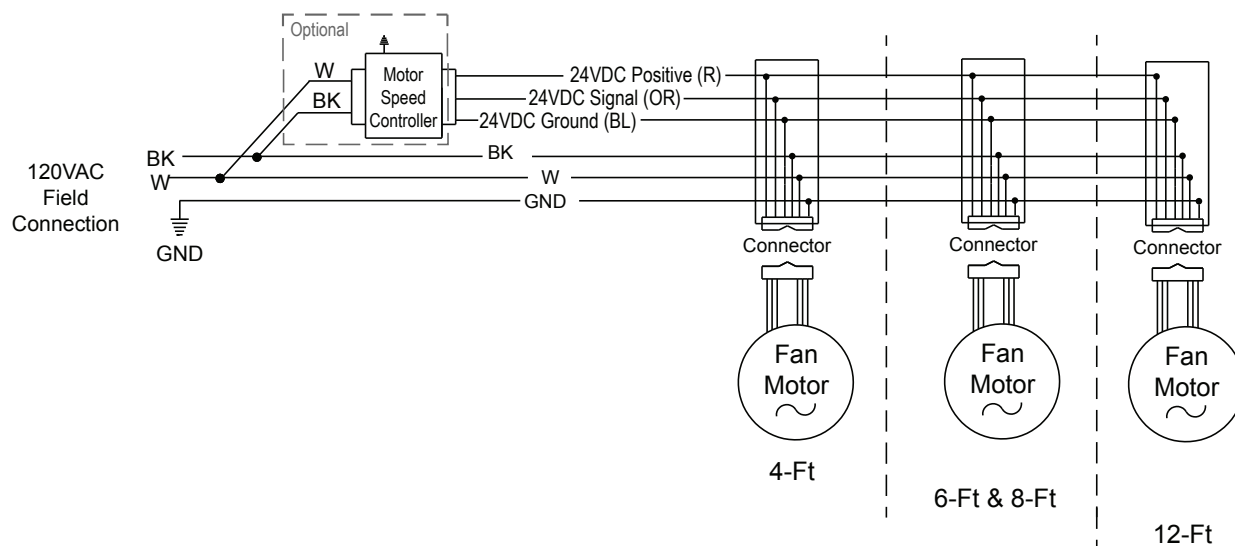 Optional
W
BK
Motor
Speed
Controller
24VDC Positive (R)
24VDC Signal (OR)
24VDC Ground (BL)
BK
W
BK
W
GND
120VAC
Field
Connection
GND
Connector
Connector
Connector
Fan
Motor
Fan
Motor
Fan
Motor
4-Ft
6-Ft & 8-Ft
12-Ft